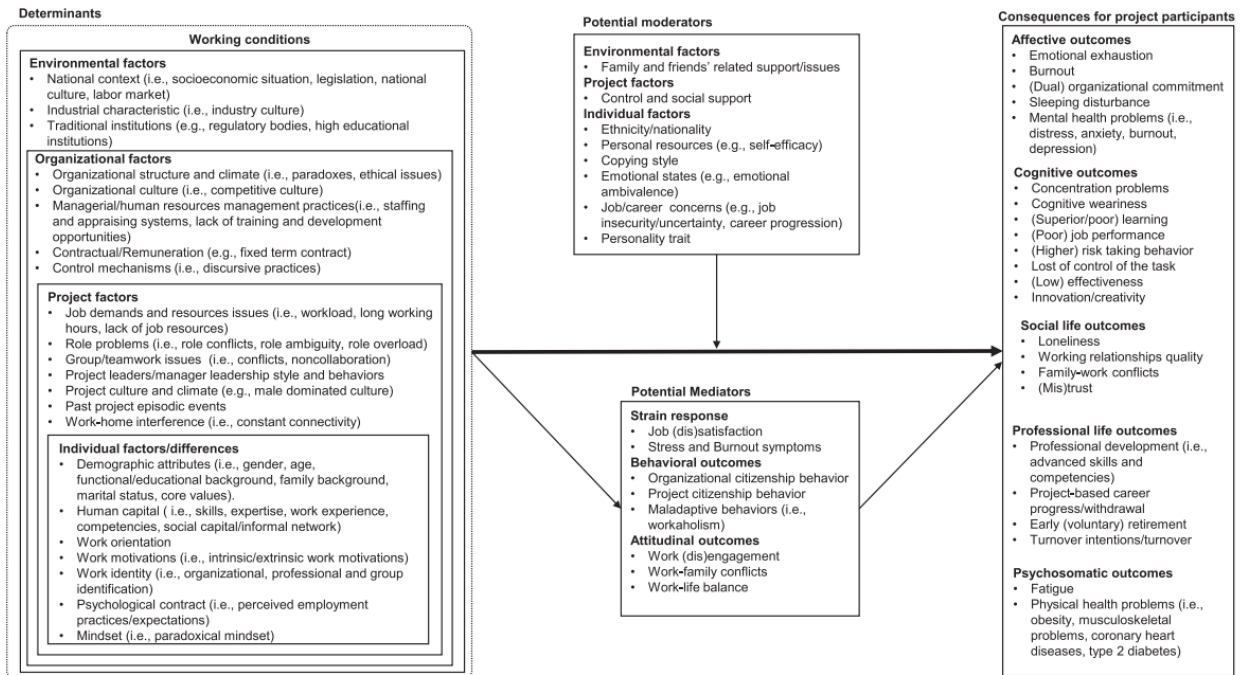 Determinants
Working conditions
Environmental factors
• National context (i.e., socioeconomic situation, legislation, national
culture, labor market)
• Industrial characteristic (i.e., industry culture)
• Traditional institutions (e.g., regulatory bodies, high educational
institutions)
Organizational factors
• Organizational structure and climate (i.e., paradoxes, ethical issues)
• Organizational culture (i.e., competitive culture)
• Managerial/human resources management practices(i.e., staffing
and appraising systems, lack of training and development
opportunities)
• Contractual/Remuneration (e.g., fixed term contract)
• Control mechanisms (i.e., discursive practices)
Project factors
• Job demands and resources issues (i.e., workload, long working
hours, lack of job resources)
• Role problems (i.e., role conflicts, role ambiguity, role overload)
• Group/teamwork issues (i.e., conflicts, noncollaboration)
• Project leaders/manager leadership style and behaviors
• Project culture and climate (e.g., male dominated culture)
• Past project episodic events
• Work-home interference (i.e., constant connectivity)
Individual factors/differences
• Demographic attributes (i.e., gender, age,
functional/educational background, family background,
marital status, core values).
• Human capital ( i.e., skills, expertise, work experience,
competencies, social capital/informal network)
• Work orientation
• Work motivations (i.e., intrinsic/extrinsic work motivations)
• Work identity (i.e., organizational, professional and group
identification)
• Psychological contract (i.e., perceived employment
practices/expectations)
• Mindset (i.e., paradoxical mindset)
Potential moderators
Environmental factors
• Family and friends' related support/issues
Project factors
• Control and social support
Individual factors
• Ethnicity/nationality
• Personal resources (e.g., self-efficacy)
• Copying style
• Emotional states (e.g., emotional
ambivalence)
• Job/career concerns (e.g., job
insecurity/uncertainty, career progression)
• Personality trait
Potential Mediators
Strain response
• Job (dis)satisfaction
• Stress and Burnout symptoms
Behavioral outcomes
• Organizational citizenship behavior
• Project citizenship behavior
• Maladaptive behaviors (i.e.,
workaholism)
Attitudinal outcomes
• Work (dis)engagement
• Work-family conflicts
• Work-life balance
Consequences for project participants
Affective outcomes
• Emotional exhaustion
• Burnout
• (Dual) organizational commitment
• Sleeping disturbance
• Mental health problems (i.e.,
distress, anxiety, burnout,
depression)
Cognitive outcomes
• Concentration problems
• Cognitive weariness
• (Superior/poor) learning
• (Poor) job performance
• (Higher) risk taking behavior
• Lost of control of the task
• (Low) effectiveness
• Innovation/creativity
Social life outcomes
• Loneliness
• Working relationships quality
• Family-work conflicts
• (Mis)trust
Professional life outcomes
• Professional development (i.e.,
advanced skills and
competencies)
• Project-based career
progress/withdrawal
• Early (voluntary) retirement
• Turnover intentions/turnover
Psychosomatic outcomes
• Fatigue
• Physical health problems (i.e.,
obesity, musculoskeletal
problems, coronary heart
diseases, type 2 diabetes)